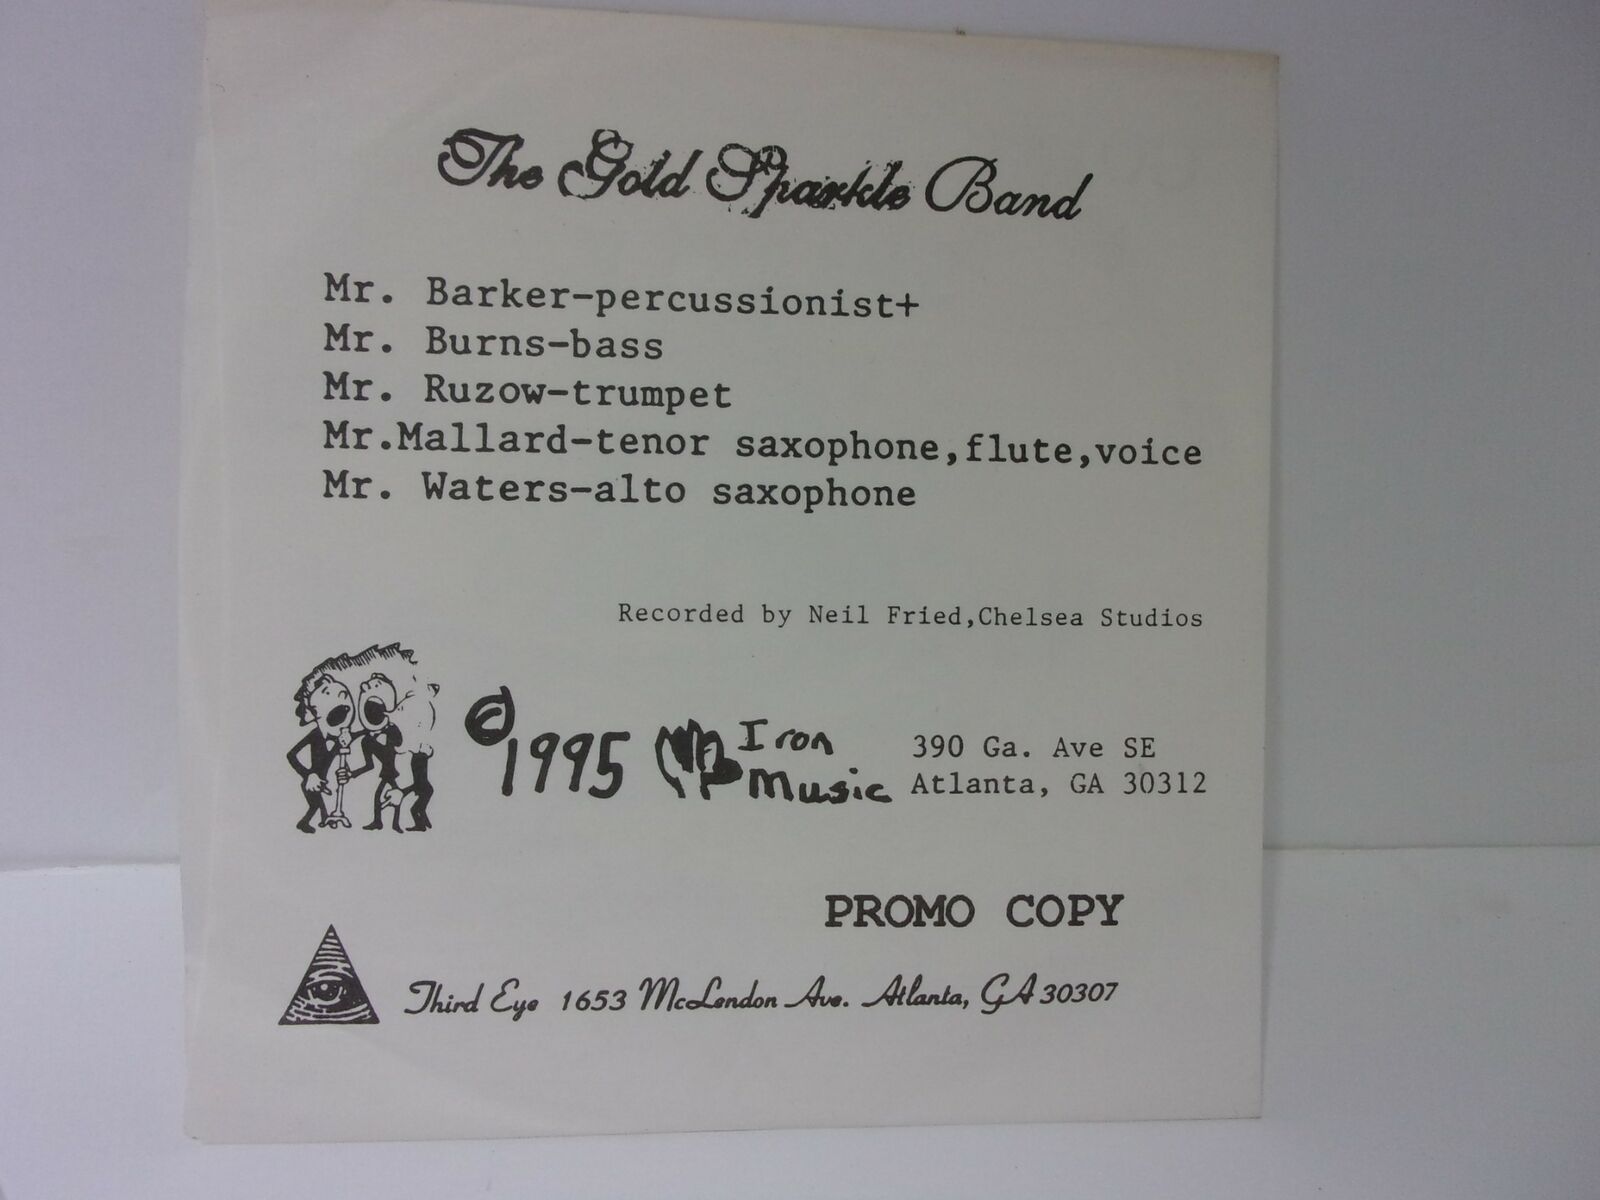 The Gold Sparkle Band
Mr. Barker-percussionist+
Mr. Burns-bass
Mr. Ruzow-trumpet
Mr.Mallard-tenor saxophone,flute,voice
Mr. Waters-alto saxophone
Recorded by Neil Fried,Chelsea Studios
© 1995 Iron Music
390 Ga. Ave SE
Atlanta, GA 30312
PROMO COPY
Third Eye 1653 McLendon Ave. Atlanta, GA 30307